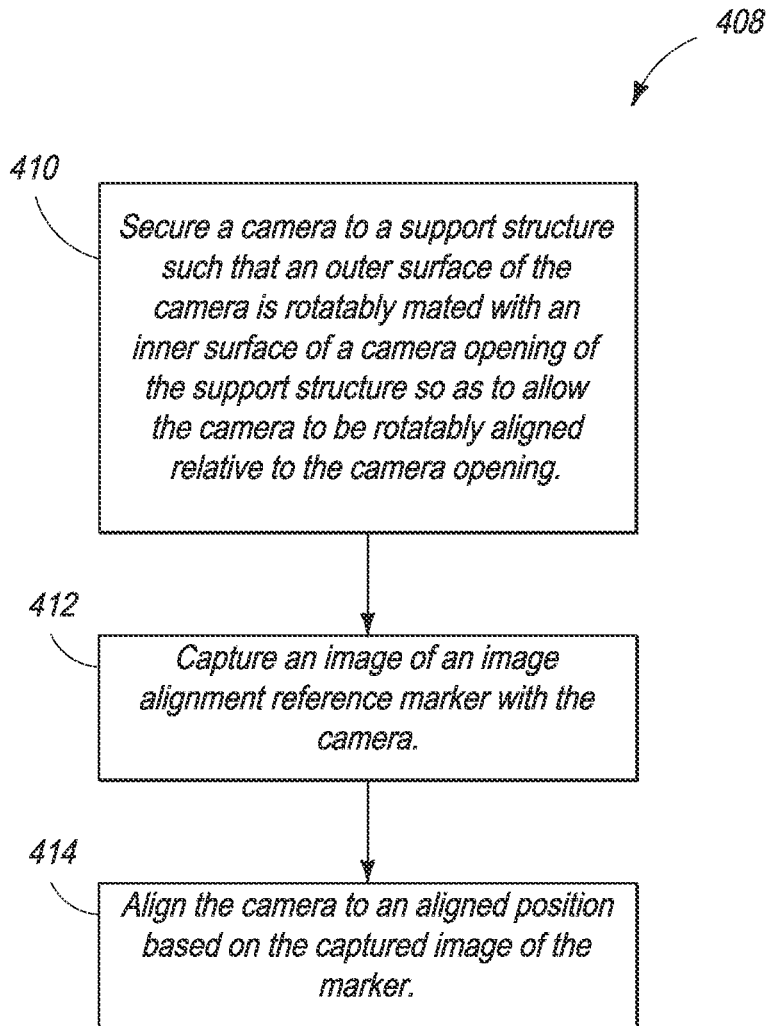 408
410
Secure a camera to a support structure
such that an outer surface of the
camera is rotatably mated with an
inner surface of a camera opening of
the support structure so as to allow
the camera to be rotatably aligned
relative to the camera opening.
412
Capture an image of an image
alignment reference marker with the
camera.
414
Align the camera to an aligned position
based on the captured image of the
marker.